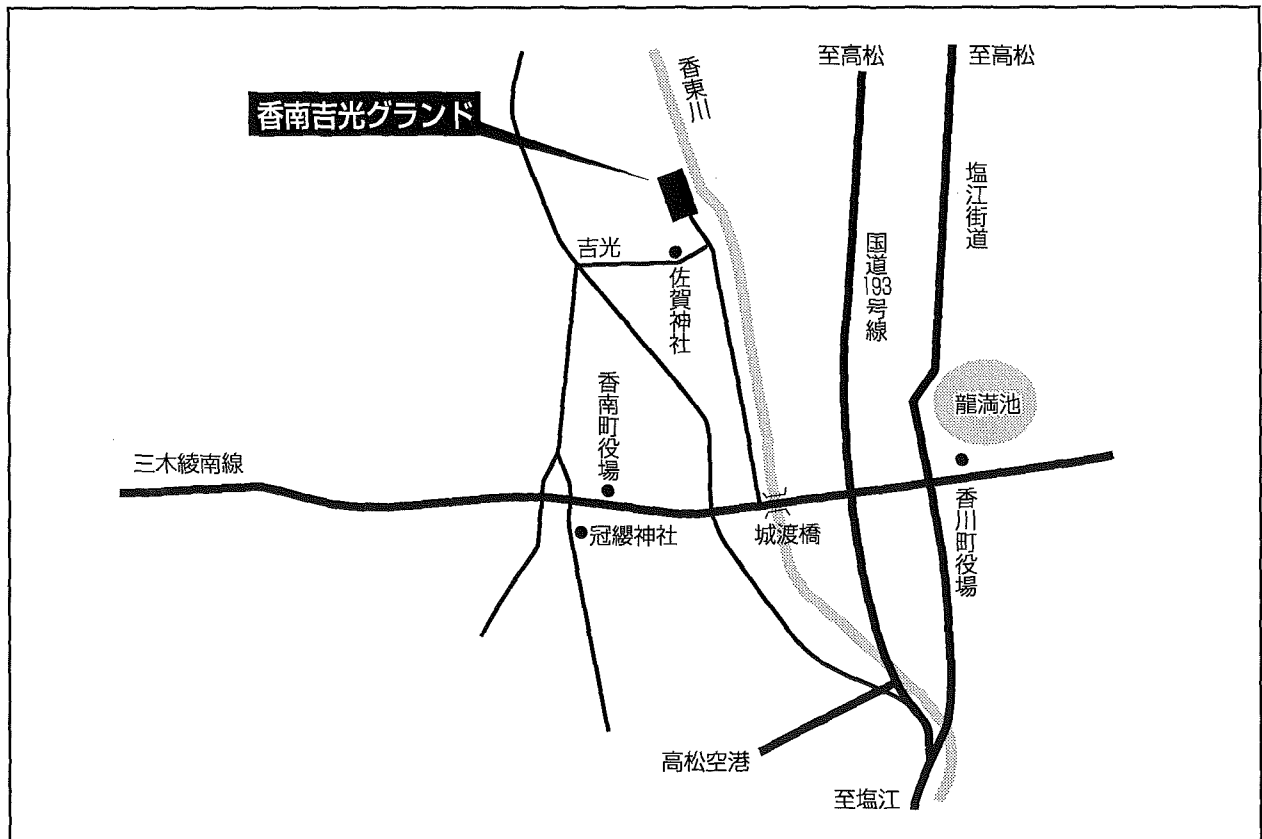 至高松
至高松
香東川
香南吉光グランド
塩江街道
吉光
国道193号線
佐賀神社
香南町役場
龍満池
三木綾南線
冠纓神社
城渡橋
香川町役場
高松空港
至塩江